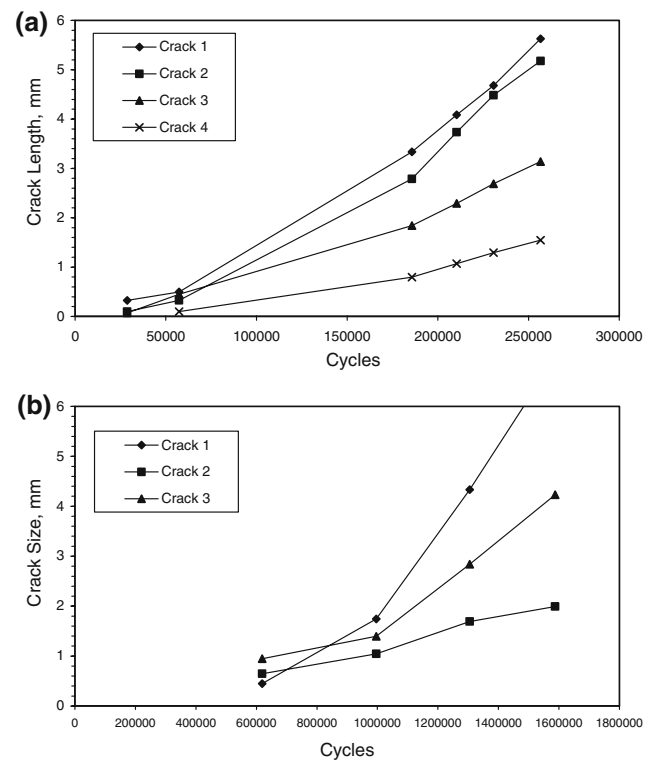 (a)
6
5
4
3
2
1
0
Crack Length, mm
Crack 1
Crack 2
Crack 3
Crack 4
0 50000 100000 150000 200000 250000 300000
Cycles
(b)
6
5
4
3
2
1
0
Crack Size, mm
Crack 1
Crack 2
Crack 3
0 200000 400000 600000 800000 1000000 1200000 1400000 1600000 1800000
Cycles